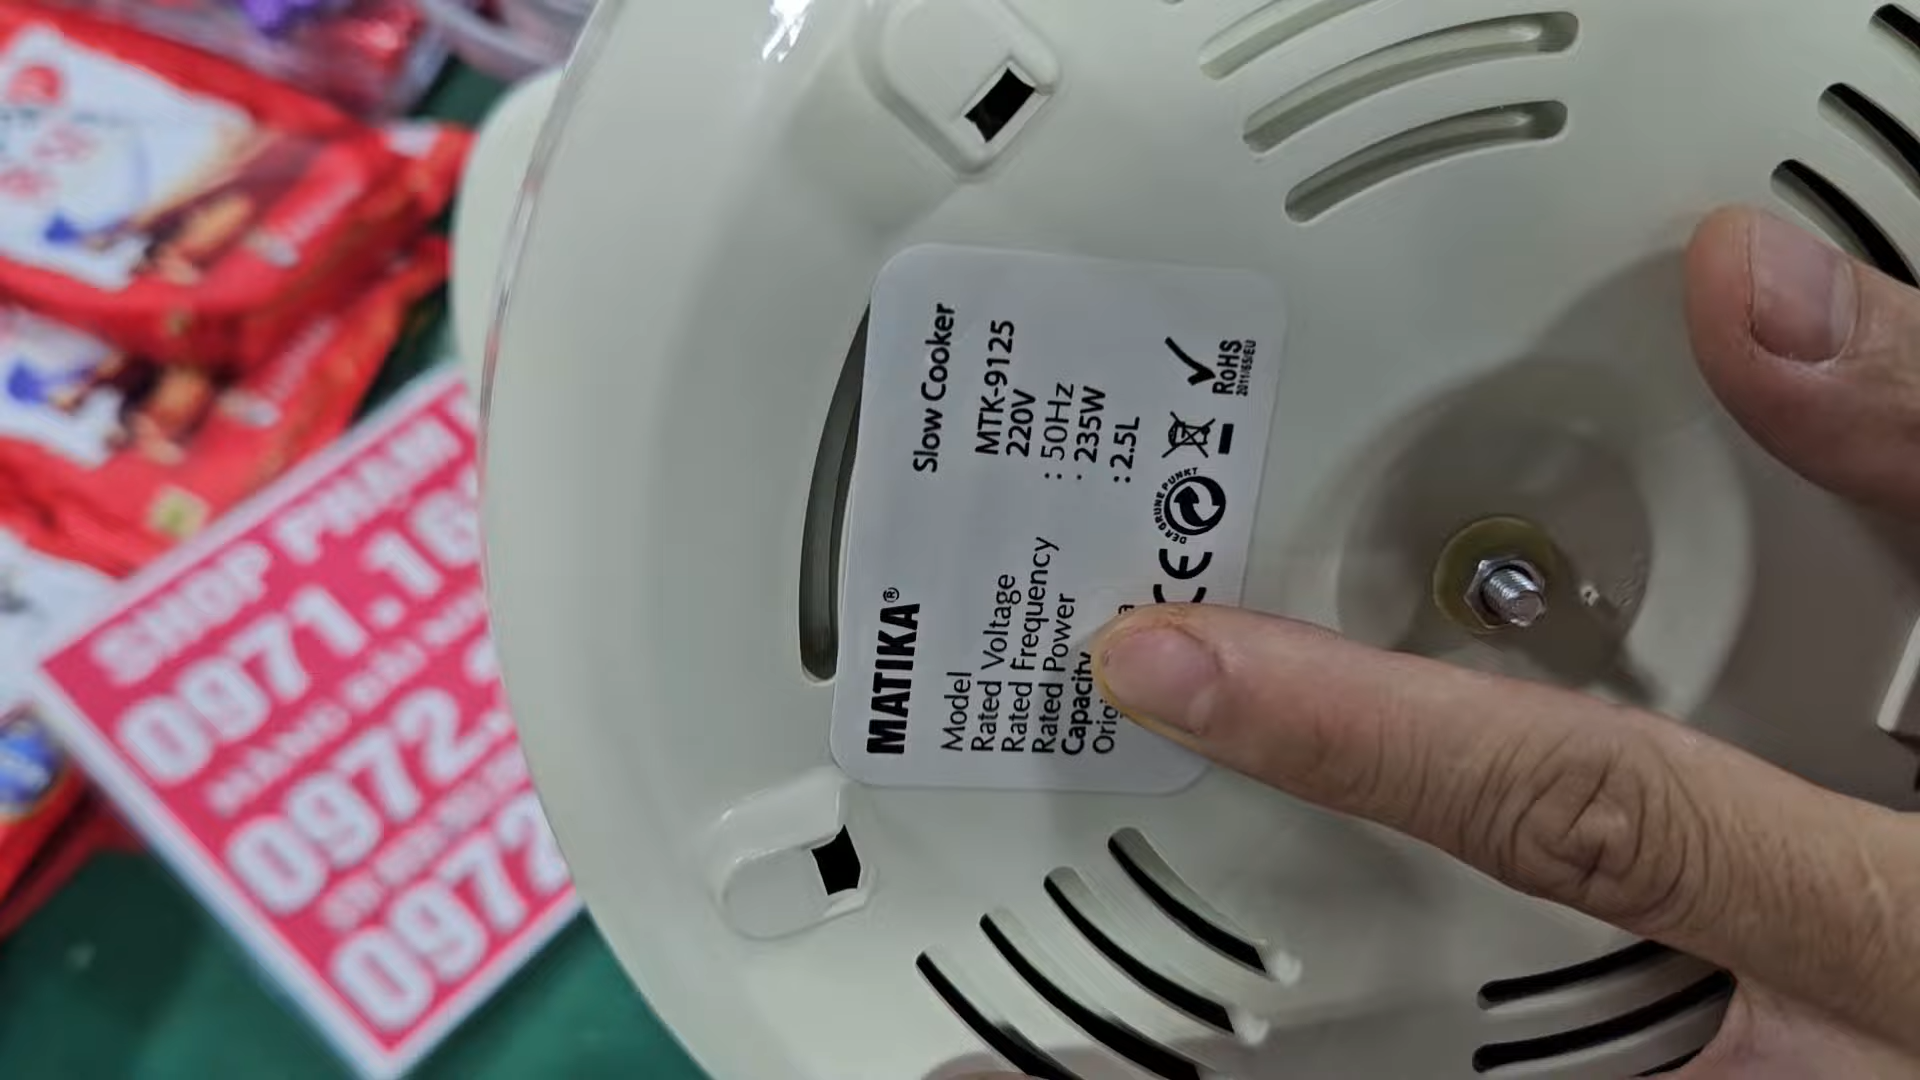 MATIKA® Slow Cooker
Model MTK-9125
Rated Voltage 220V
Rated Frequency : 50Hz
Rated Power : 235W
Capacity : 2.5L
CE
DER GRÜNE PUNKT
RoHS
2011/65/EU
SHOP PHẠM
0971.16
0972.
0972